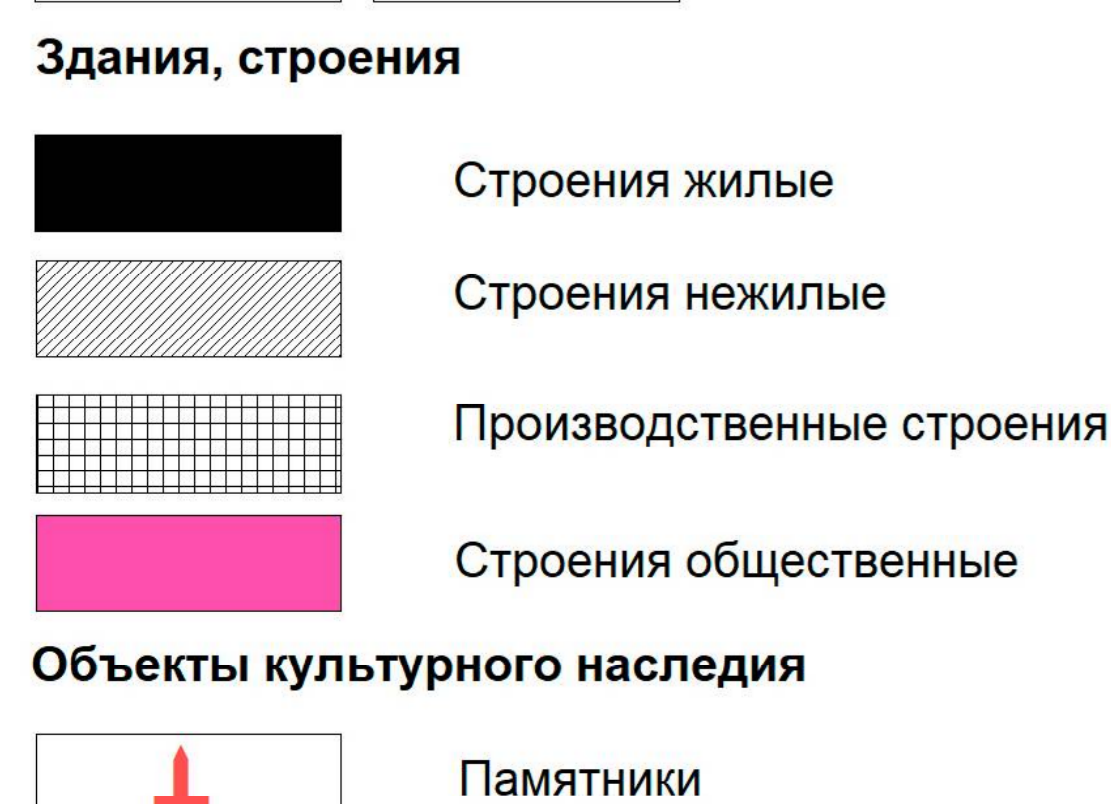 Здания, строения
Строения жилые
Строения нежилые
Производственные строения
Строения общественные
Объекты культурного наследия
Памятники